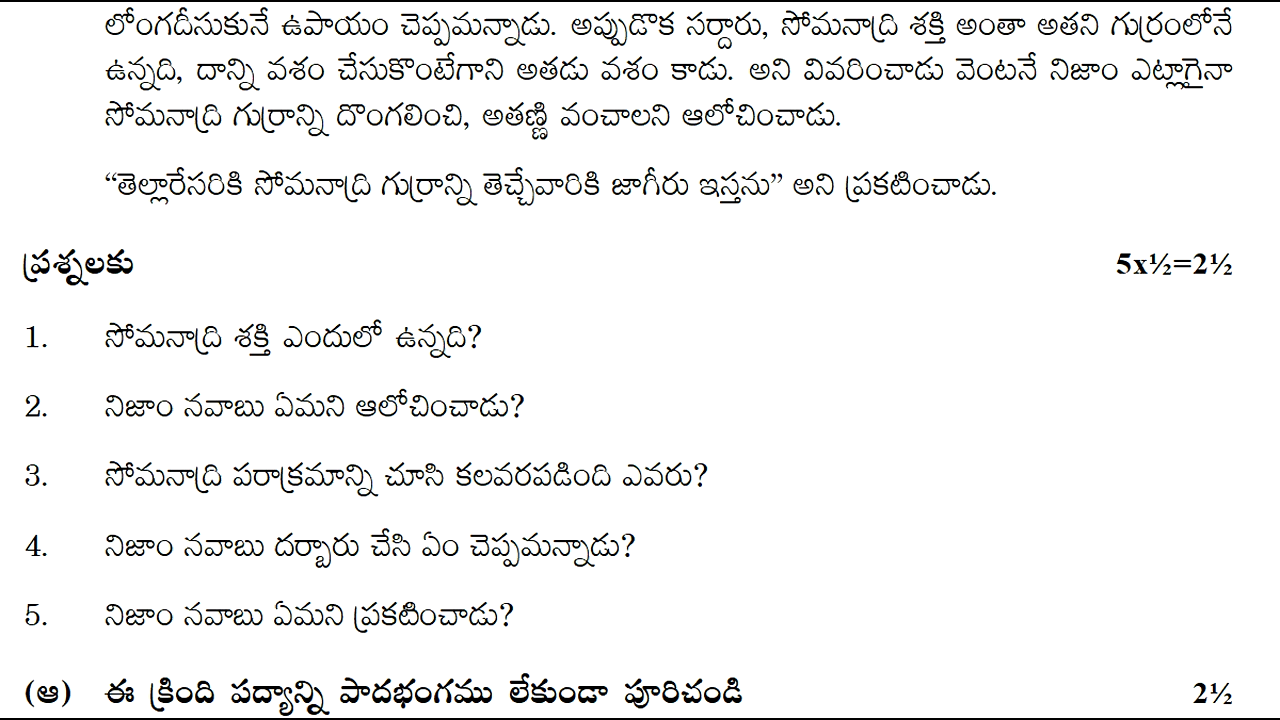 లోంగదీసుకునే ఉపాయం చెప్పమన్నాడు. అప్పుడొక సర్దారు, సోమనాద్రి శక్తి అంతా అతని గుర్రంలోనే
ఉన్నది, దాన్ని వశం చేసుకొంటేగాని అతడు వశం కాడు. అని వివరించాడు వెంటనే నిజాం ఎట్లాగైనా
సోమనాద్రి గుర్రాన్ని దొంగలించి, అతణ్ణి వంచాలని ఆలోచించాడు.
“తెల్లారేసరికి సోమనాద్రి గుర్రాన్ని తెచ్చేవారికి జాగీరు ఇస్తను” అని ప్రకటించాడు.
ప్రశ్నలకు 5x½=2½
1. సోమనాద్రి శక్తి ఎందులో ఉన్నది?
2. నిజాం నవాబు ఏమని ఆలోచించాడు?
3. సోమనాద్రి పరాక్రమాన్ని చూసి కలవరపడింది ఎవరు?
4. నిజాం నవాబు దర్బారు చేసి ఏం చెప్పమన్నాడు?
5. నిజాం నవాబు ఏమని ప్రకటించాడు?
(ఆ) ఈ క్రింది పద్యాన్ని పాదభంగము లేకుండా పూరిచండి 2½